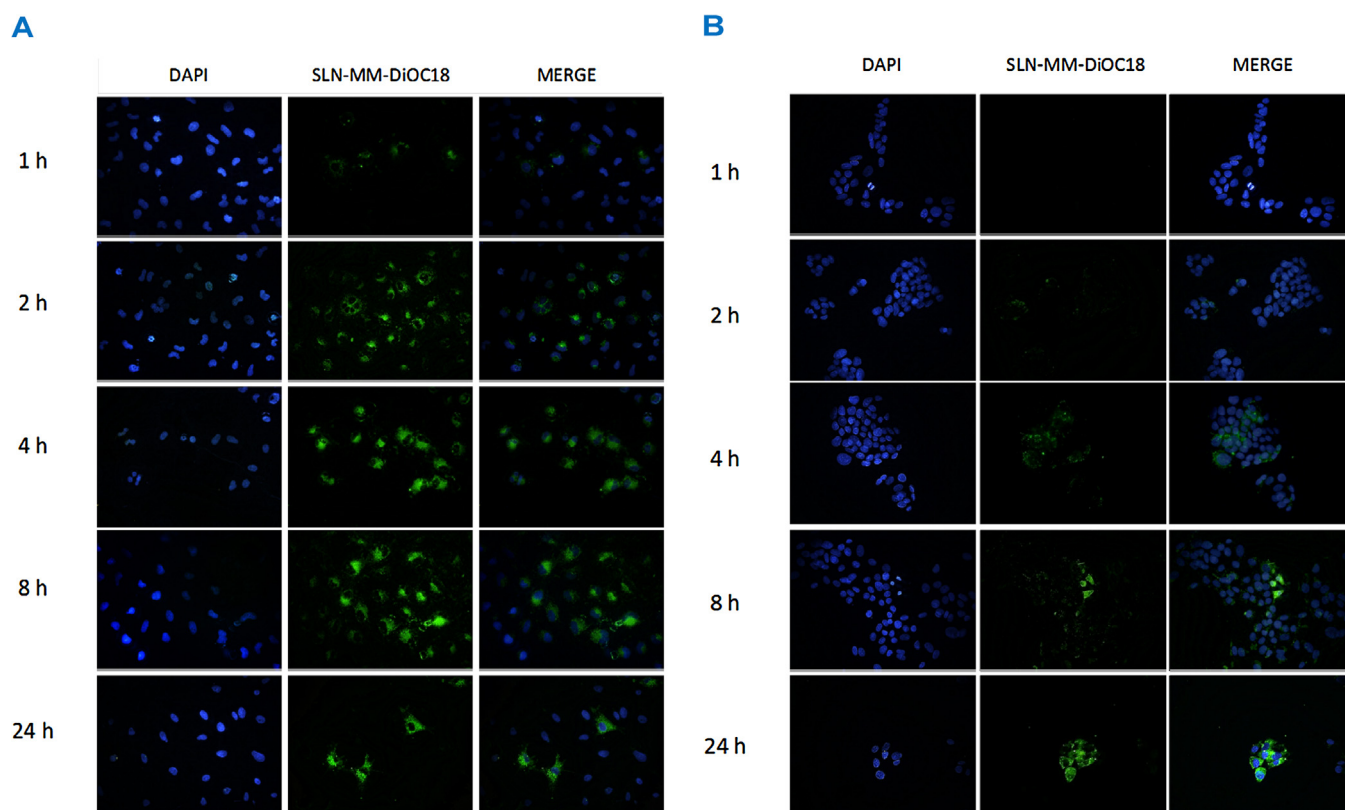 A
DAPI SLN-MM-DiOC18 MERGE
1 h
2 h
4 h
8 h
24 h
B
DAPI SLN-MM-DiOC18 MERGE
1 h
2 h
4 h
8 h
24 h